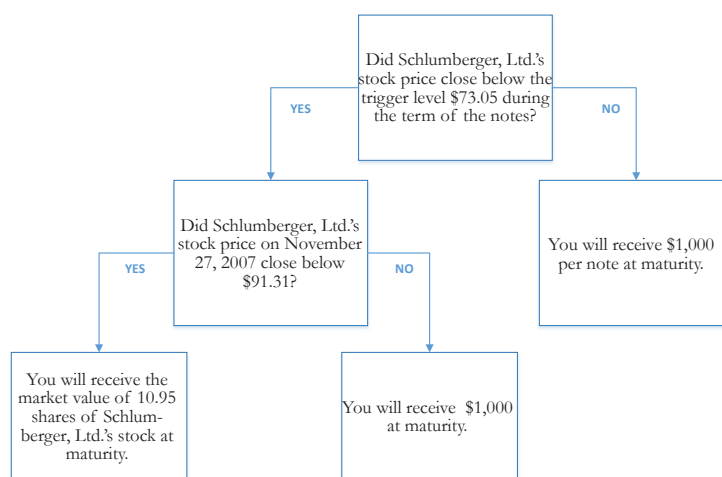 Did Schlumberger, Ltd.'s
stock price close below the
trigger level $73.05 during
the term of the notes?
YES
NO
Did Schlumberger, Ltd.'s
stock price on November
27, 2007 close below
$91.31?
You will receive $1,000
per note at maturity.
YES
NO
You will receive the
market value of 10.95
shares of Schlum-
berger, Ltd.'s stock at
maturity.
You will receive $1,000
at maturity.